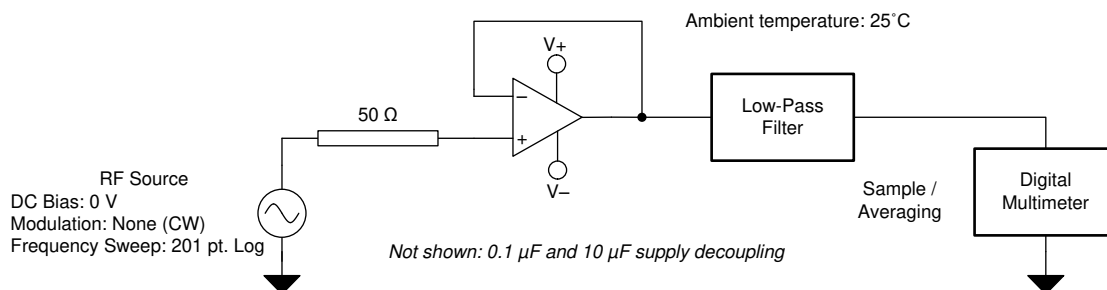 Ambient temperature: 25˚C
V+
−
+
V−
50 Ω
Low-Pass
Filter
RF Source
DC Bias: 0 V
Modulation: None (CW)
Frequency Sweep: 201 pt. Log
Sample /
Averaging
Digital
Multimeter
Not shown: 0.1 µF and 10 µF supply decoupling